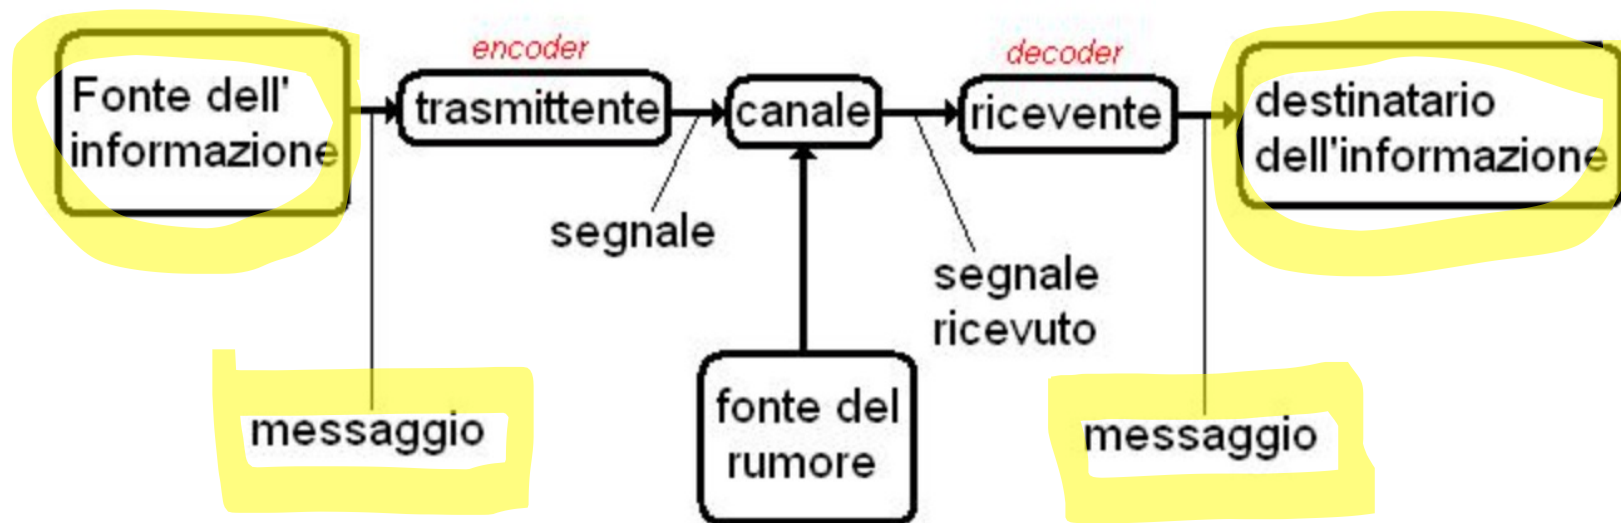 encoder
decoder
Fonte dell'
informazione
trasmittente
canale
ricevente
destinatario
dell'informazione
segnale
segnale
ricevuto
messaggio
fonte del
rumore
messaggio